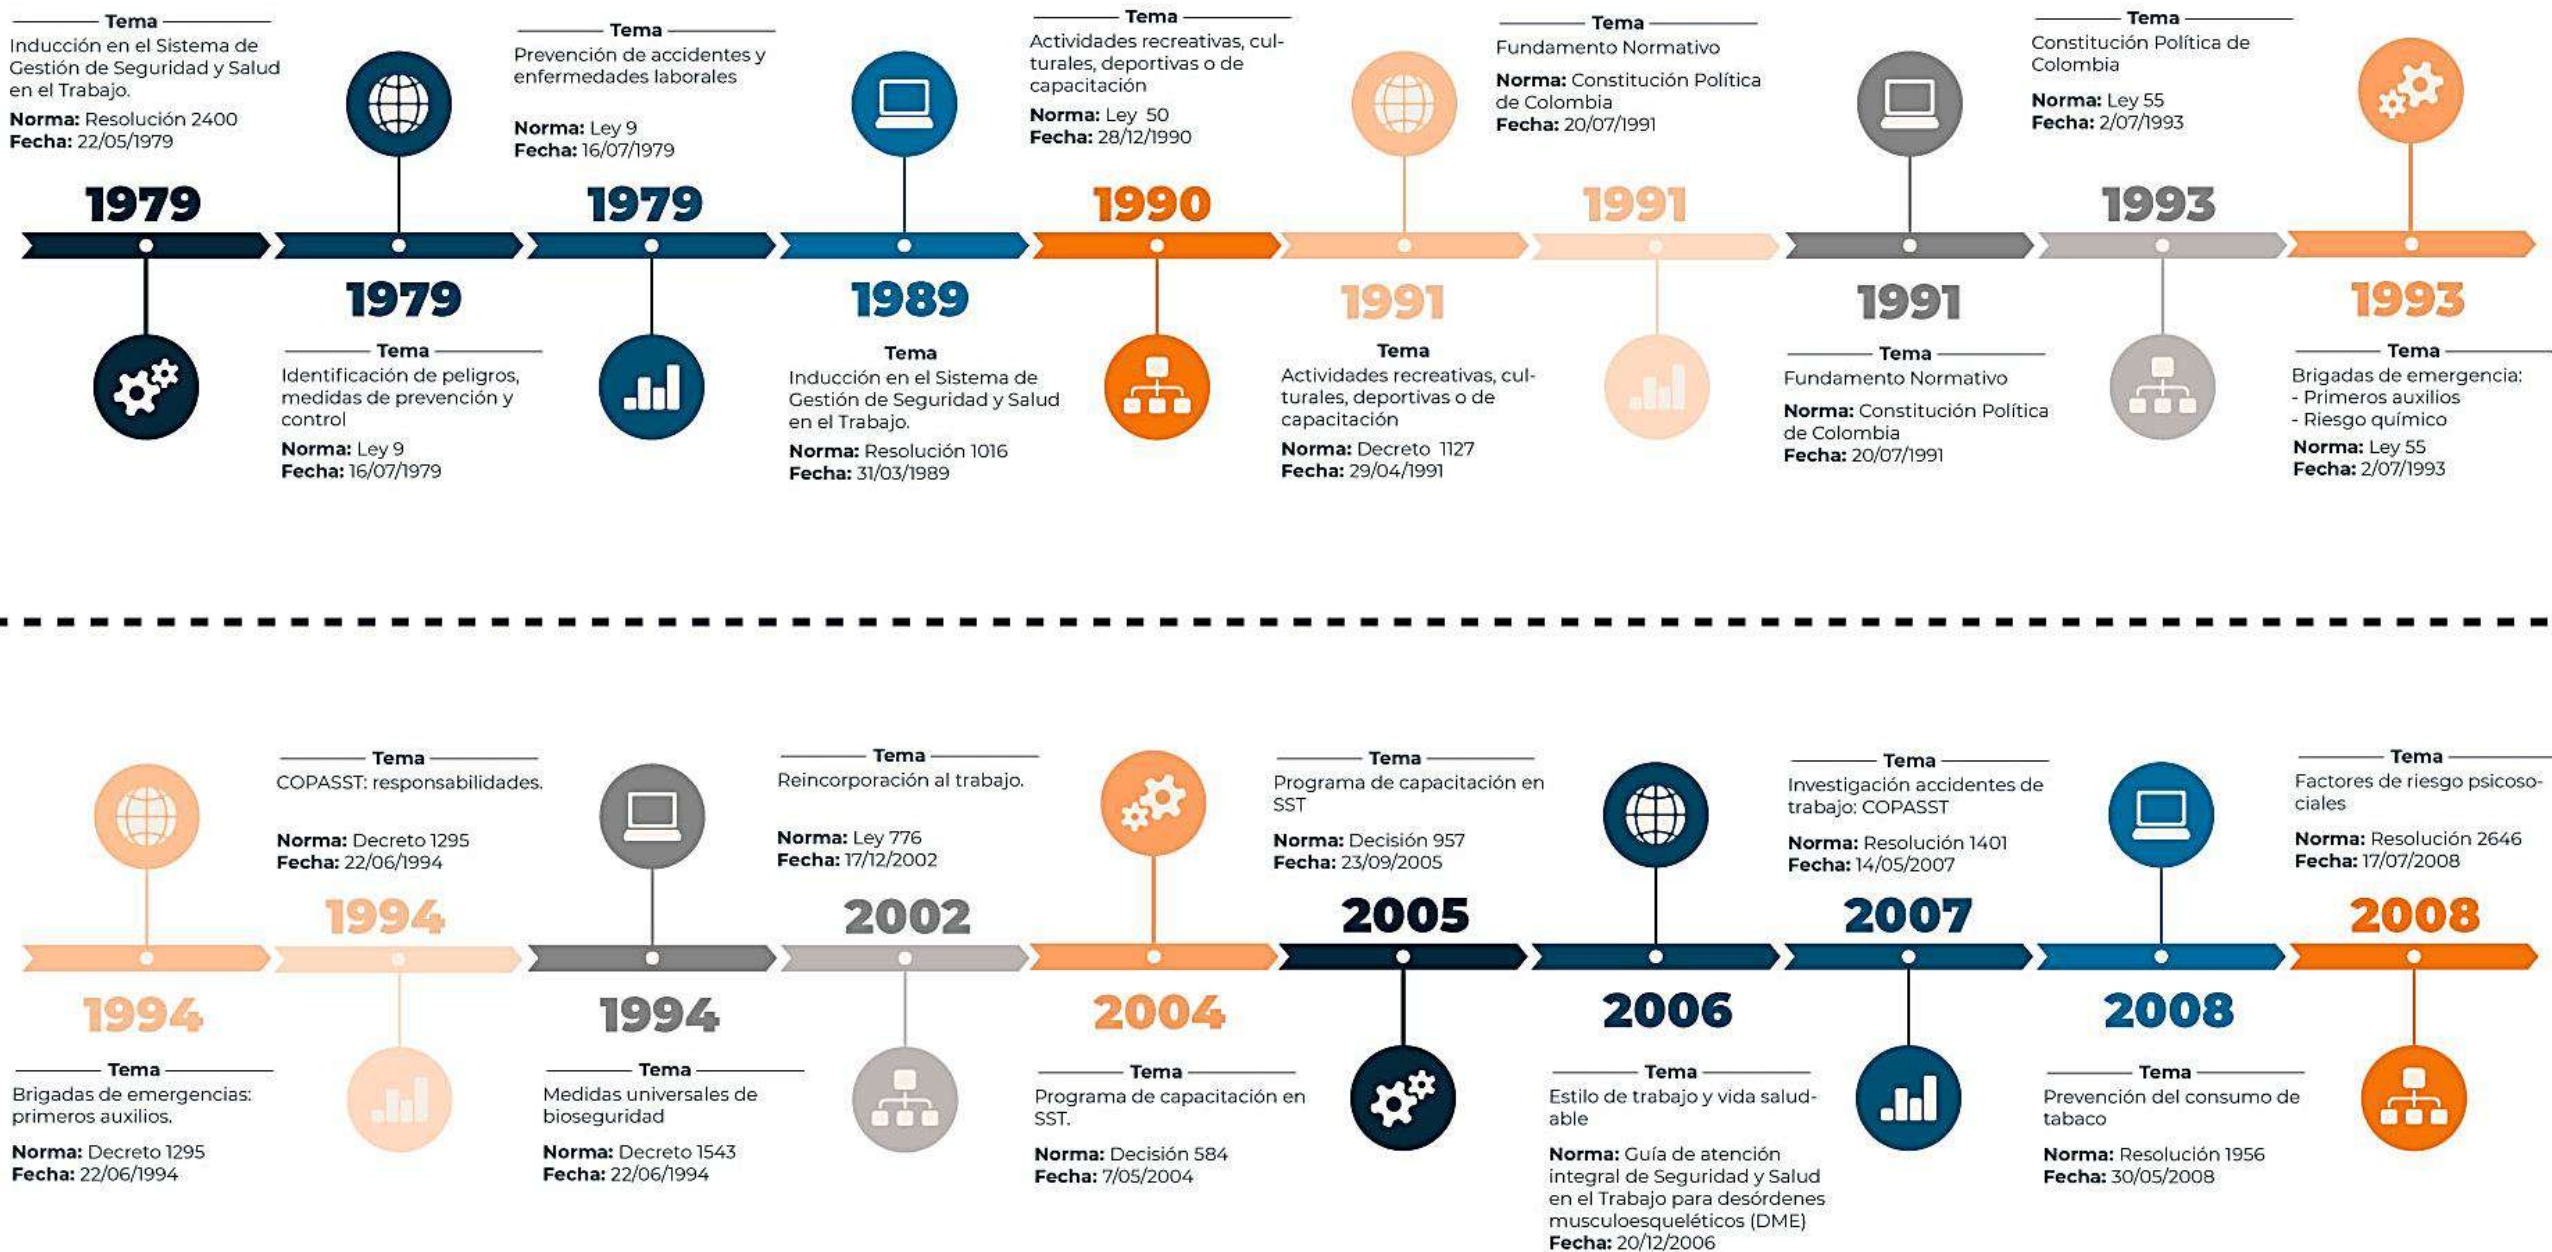 Tema
Inducción en el Sistema de
Gestión de Seguridad y Salud
en el Trabajo.
Norma: Resolución 2400
Fecha: 22/05/1979
1979
1979
Tema
Identificación de peligros,
medidas de prevención y
control
Norma: Ley 9
Fecha: 16/07/1979
Tema
Prevención de accidentes y
enfermedades laborales
Norma: Ley 9
Fecha: 16/07/1979
1979
1989
Tema
Inducción en el Sistema de
Gestión de Seguridad y Salud
en el Trabajo.
Norma: Resolución 1016
Fecha: 31/03/1989
Tema
Actividades recreativas, cul-
turales, deportivas o de
capacitación
Norma: Ley 50
Fecha: 28/12/1990
1990
1991
Tema
Actividades recreativas, cul-
turales, deportivas o de
capacitación
Norma: Decreto 1127
Fecha: 29/04/1991
Tema
Fundamento Normativo
Norma: Constitución Política
de Colombia
Fecha: 20/07/1991
1991
1991
Tema
Fundamento Normativo
Norma: Constitución Política
de Colombia
Fecha: 20/07/1991
Tema
Constitución Política de
Colombia
Norma: Ley 55
Fecha: 2/07/1993
1993
1993
Tema
Brigadas de emergencia:
- Primeros auxilios
- Riesgo químico
Norma: Ley 55
Fecha: 2/07/1993
1994
Tema
Brigadas de emergencias:
primeros auxilios.
Norma: Decreto 1295
Fecha: 22/06/1994
Tema
COPASST: responsabilidades.
Norma: Decreto 1295
Fecha: 22/06/1994
1994
1994
Tema
Medidas universales de
bioseguridad
Norma: Decreto 1543
Fecha: 22/06/1994
Tema
Reincorporación al trabajo.
Norma: Ley 776
Fecha: 17/12/2002
2002
2004
Tema
Programa de capacitación en
SST.
Norma: Decisión 584
Fecha: 7/05/2004
Tema
Programa de capacitación en
SST
Norma: Decisión 957
Fecha: 23/09/2005
2005
2006
Tema
Estilo de trabajo y vida salud-
able
Norma: Guía de atención
integral de Seguridad y Salud
en el Trabajo para desórdenes
musculoesqueléticos (DME)
Fecha: 20/12/2006
Tema
Investigación accidentes de
trabajo: COPASST
Norma: Resolución 1401
Fecha: 14/05/2007
2007
2008
Tema
Prevención del consumo de
tabaco
Norma: Resolución 1956
Fecha: 30/05/2008
Tema
Factores de riesgo psicoso-
ciales
Norma: Resolución 2646
Fecha: 17/07/2008
2008